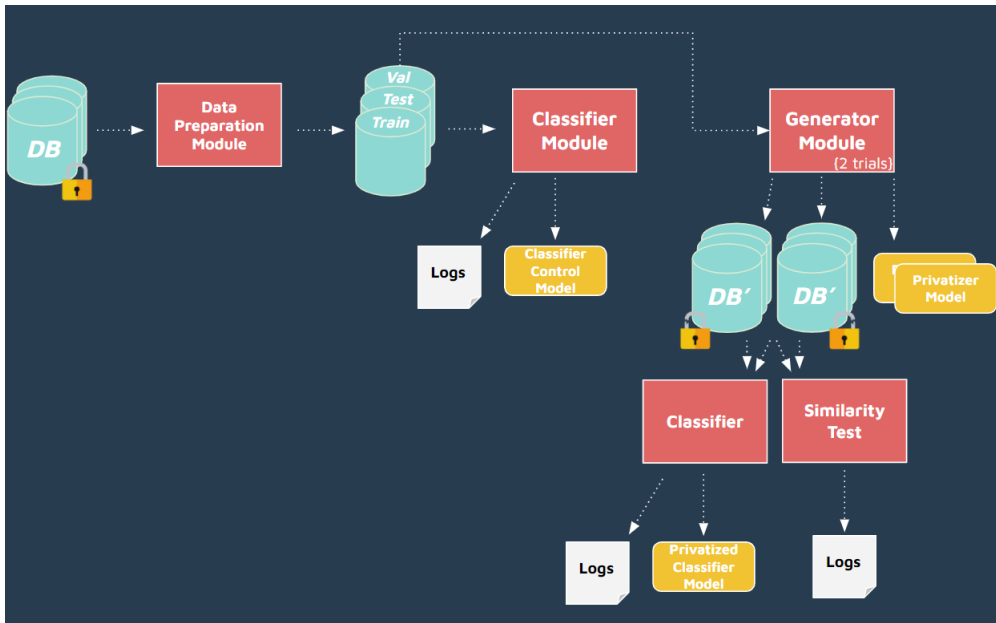 DB
Data
Preparation
Module
Val
Test
Train
Classifier
Module
Generator
Module
{2 trials}
Logs
Classifier
Control
Model
DB’
DB’
Privatizer
Model
Classifier
Similarity
Test
Logs
Privatized
Classifier
Model
Logs